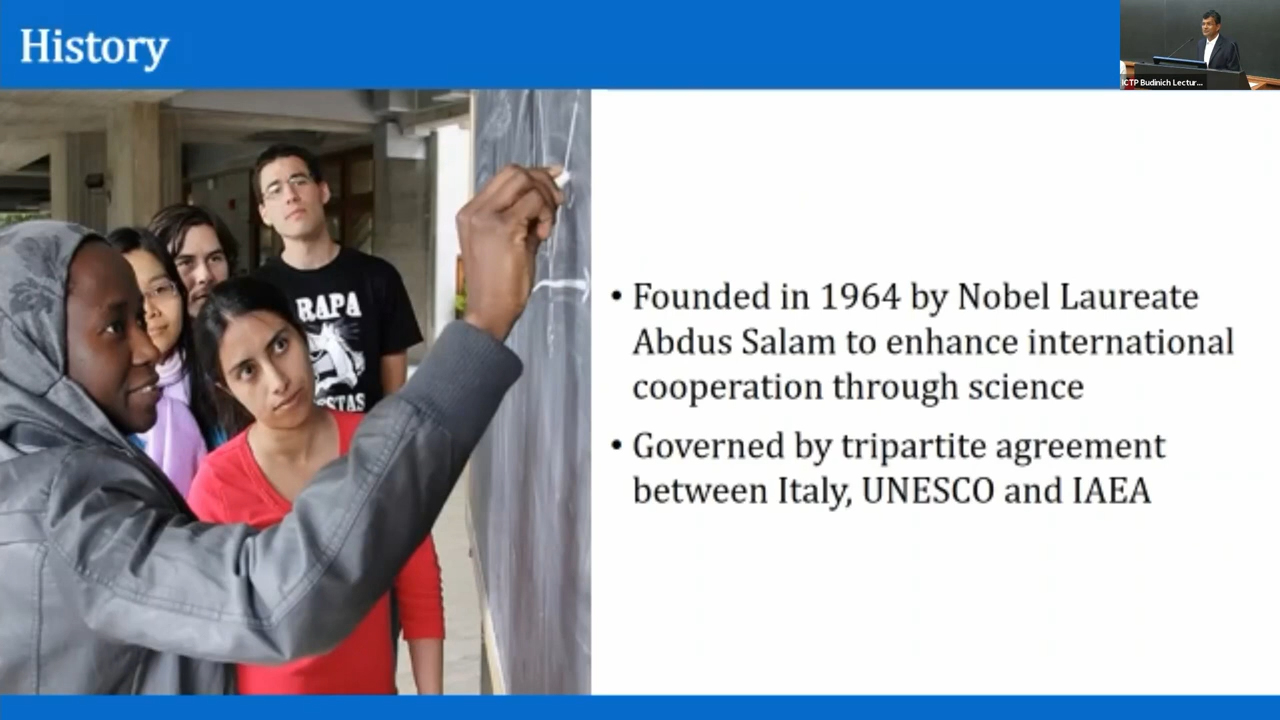 History
ICTP Budinich Lectur...
RAPA
STAS
• Founded in 1964 by Nobel Laureate
Abdus Salam to enhance international
cooperation through science
• Governed by tripartite agreement
between Italy, UNESCO and IAEA